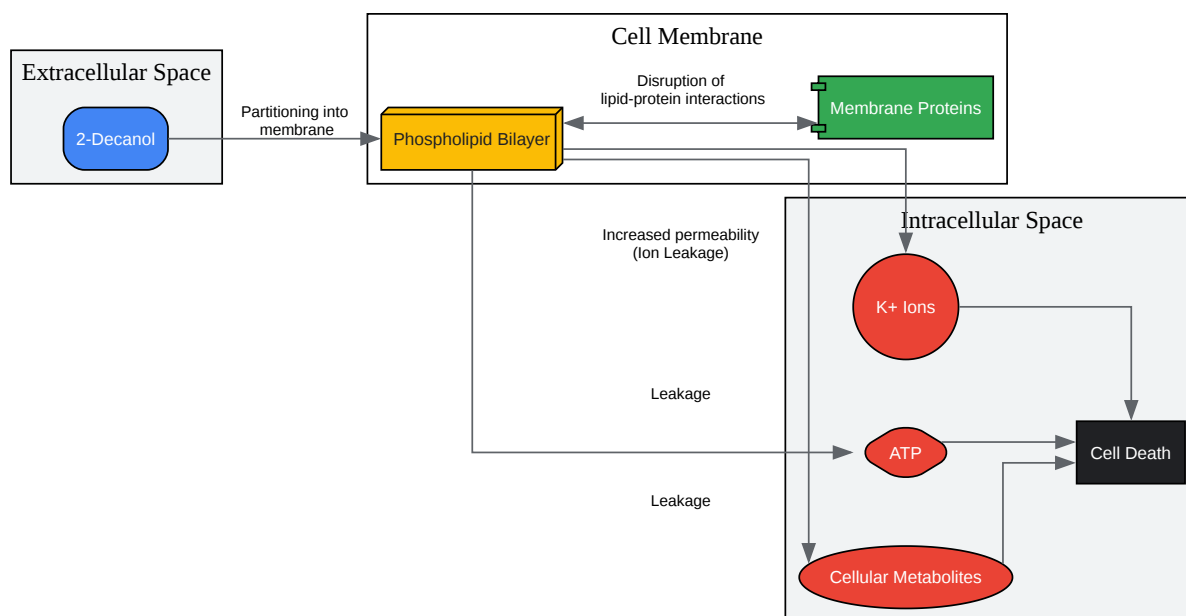 Cell Membrane
Extracellular Space
Disruption of
lipid-protein interactions
Membrane Proteins
Partitioning into
membrane
2-Decanol
Phospholipid Bilayer
Intracellular Space
Increased permeability
(Ion Leakage)
K+ Ions
Leakage
ATP
Cell Death
Leakage
Cellular Metabolites